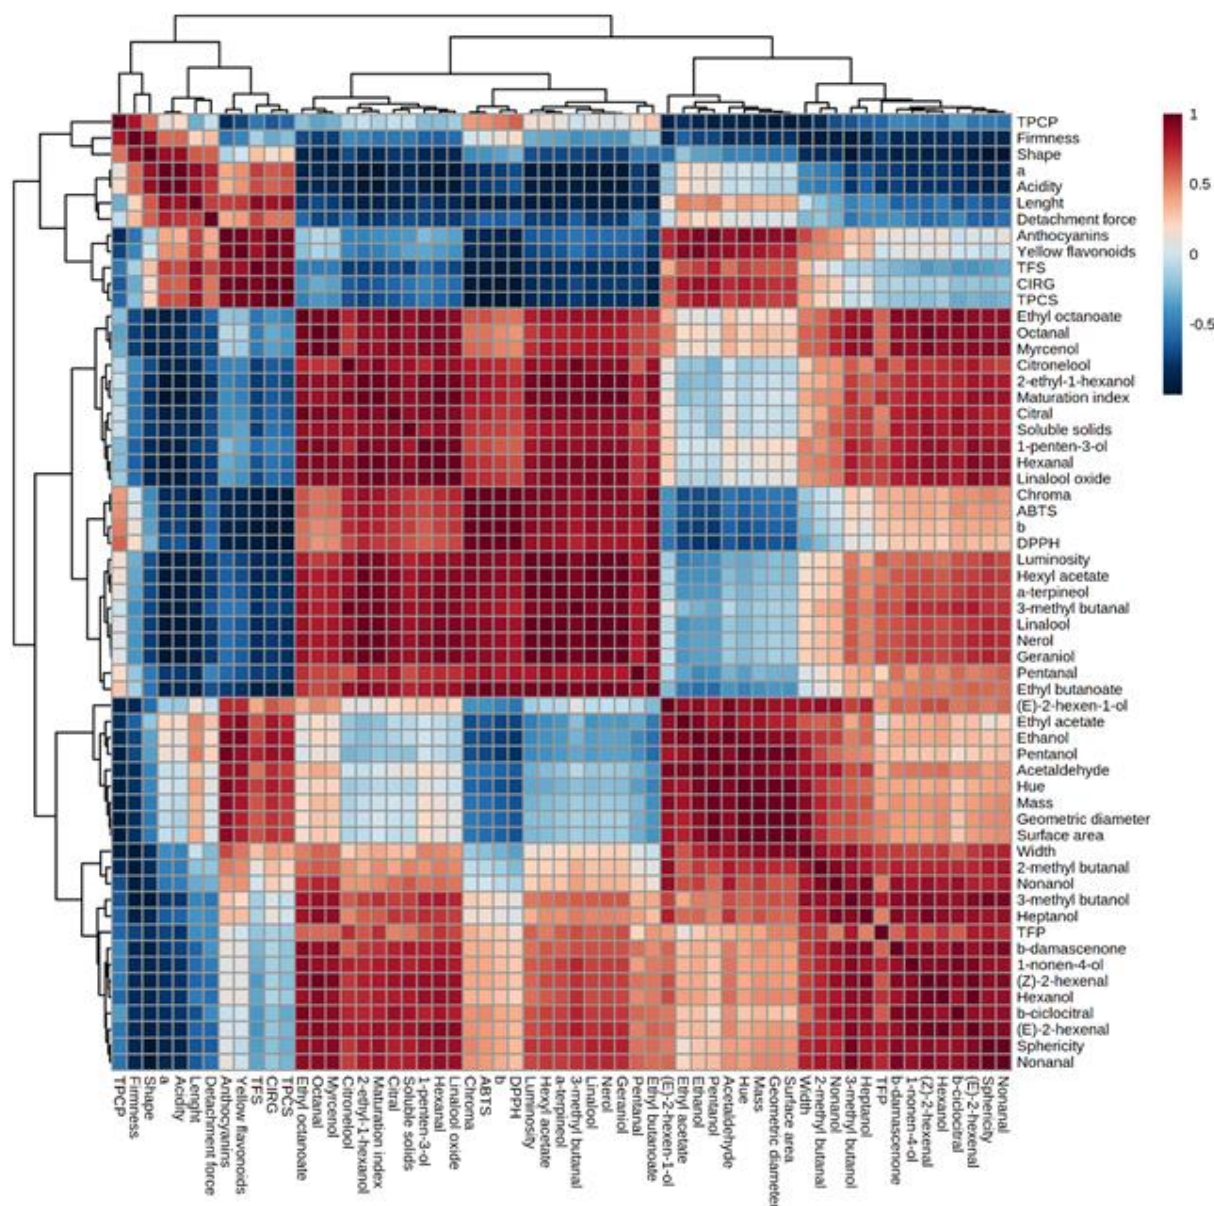 TPCP
Firmness
Shape
a
Acidity
Lenght
Detachment force
Anthocyanins
Yellow flavonoids
TFS
CIRG
TPCS
Ethyl octanoate
Octanal
Myrcenol
Citronelool
2-ethyl-1-hexanol
Maturation index
Citral
Soluble solids
1-penten-3-ol
Hexanal
Linalool oxide
Chroma
ABTS
b
DPPH
Luminosity
Hexyl acetate
a-terpineol
3-methyl butanal
Linalool
Nerol
Geraniol
Pentanal
Ethyl butanoate
(E)-2-hexen-1-ol
Ethyl acetate
Ethanol
Pentanol
Acetaldehyde
Hue
Mass
Geometric diameter
Surface area
Width
2-methyl butanal
Nonanol
3-methyl butanol
Heptanol
TFP
b-damascenone
1-nonen-4-ol
(Z)-2-hexenal
Hexanol
b-ciclocitral
(E)-2-hexenal
Sphericity
Nonanal
1
0.5
0
-0.5
TPCP
Firmness
Shape
a
Acidity
Lenght
Detachment force
Anthocyanins
Yellow flavonoids
TFS
CIRG
TPCS
Ethyl octanoate
Octanal
Myrcenol
Citronelool
2-ethyl-1-hexanol
Maturation index
Citral
Soluble solids
1-penten-3-ol
Hexanal
Linalool oxide
Chroma
ABTS
b
DPPH
Luminosity
Hexyl acetate
a-terpineol
3-methyl butanal
Linalool
Nerol
Geraniol
Pentanal
Ethyl butanoate
(E)-2-hexen-1-ol
Ethyl acetate
Ethanol
Pentanol
Acetaldehyde
Hue
Mass
Geometric diameter
Surface area
Width
2-methyl butanal
Nonanol
3-methyl butanol
Heptanol
TFP
b-damascenone
1-nonen-4-ol
(Z)-2-hexenal
Hexanol
b-ciclocitral
(E)-2-hexenal
Sphericity
Nonanal